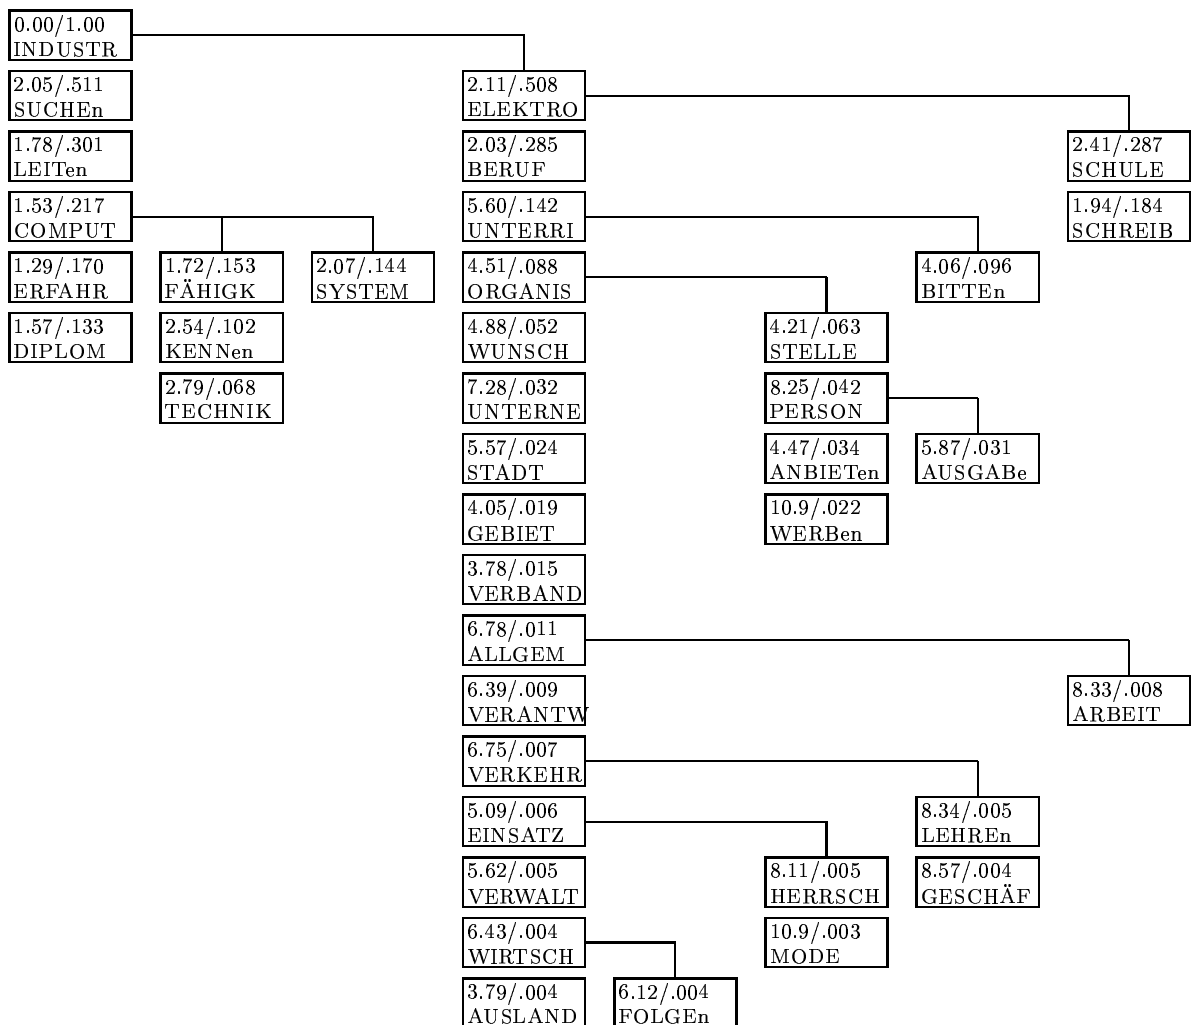 0.00/1.00
INDUSTR
2.05/.511
SUCHEn
2.11/.508
ELEKTRO
1.78/.301
LEITen
2.03/.285
BERUF
2.41/.287
SCHULE
1.53/.217
COMPUT
5.60/.142
UNTERRI
1.94/.184
SCHREIB
1.29/.170
ERFAHR
1.72/.153
FÄHIGK
2.07/.144
SYSTEM
4.51/.088
ORGANIS
4.06/.096
BITTEn
1.57/.133
DIPLOM
2.54/.102
KENNen
4.88/.052
WUNSCH
4.21/.063
STELLE
2.79/.068
TECHNIK
7.28/.032
UNTERNE
8.25/.042
PERSON
5.57/.024
STADT
4.47/.034
ANBIETen
5.87/.031
AUSGABe
4.05/.019
GEBIET
10.9/.022
WERBen
3.78/.015
VERBAND
6.78/.011
ALLGEM
6.39/.009
VERANTW
8.33/.008
ARBEIT
6.75/.007
VERKEHR
5.09/.006
EINSATZ
8.34/.005
LEHREn
5.62/.005
VERWALT
8.11/.005
HERRSCH
8.57/.004
GESCHÄF
6.43/.004
WIRTSCH
10.9/.003
MODE
3.79/.004
AUSLAND
6.12/.004
FOLGEn